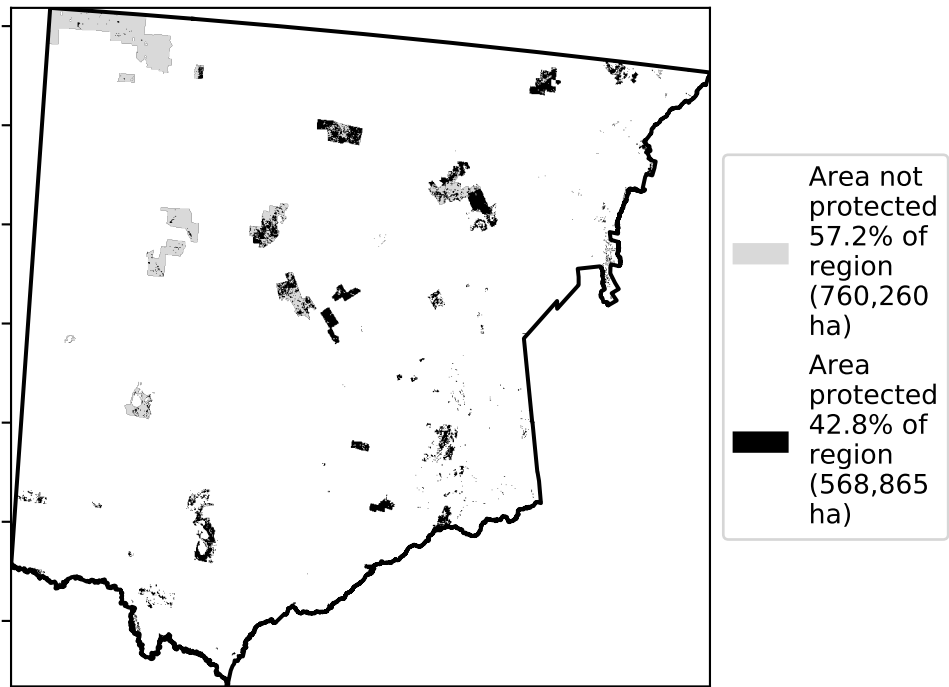 Area not
protected
57.2% of
region
(760,260
ha)
Area
protected
42.8% of
region
(568,865
ha)